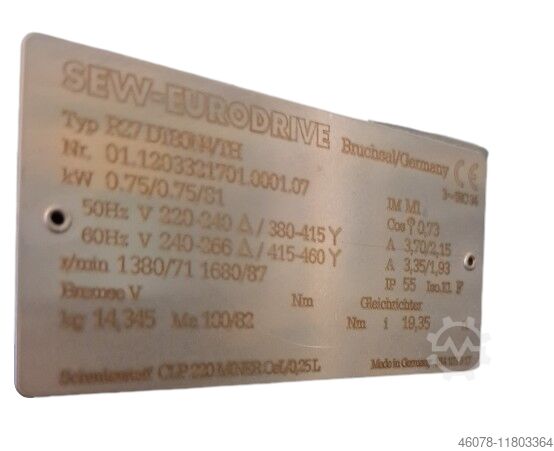 SEW-EURODRIVE Bruchsal/Germany CE
Typ R27
Nr. 01.1203321701.0001.07
kW 0.75/0.75/S1 IM M1
50Hz V 220-240 Δ / 380-415 Y Cos φ 0,73
60Hz V 240-266 Δ / 415-460 Y A 3,70/2,15
A 3,35/1,93
r/min 1380/71 1680/87 IP 55 Iso.Kl. F
Bremse V Nm Gleichrichter
kg 14,345 Ma 100/82 Nm i 19,35
Schmierstoff CLP 220 MINER.OeL/0,25L Made in Germany
46078-11803364